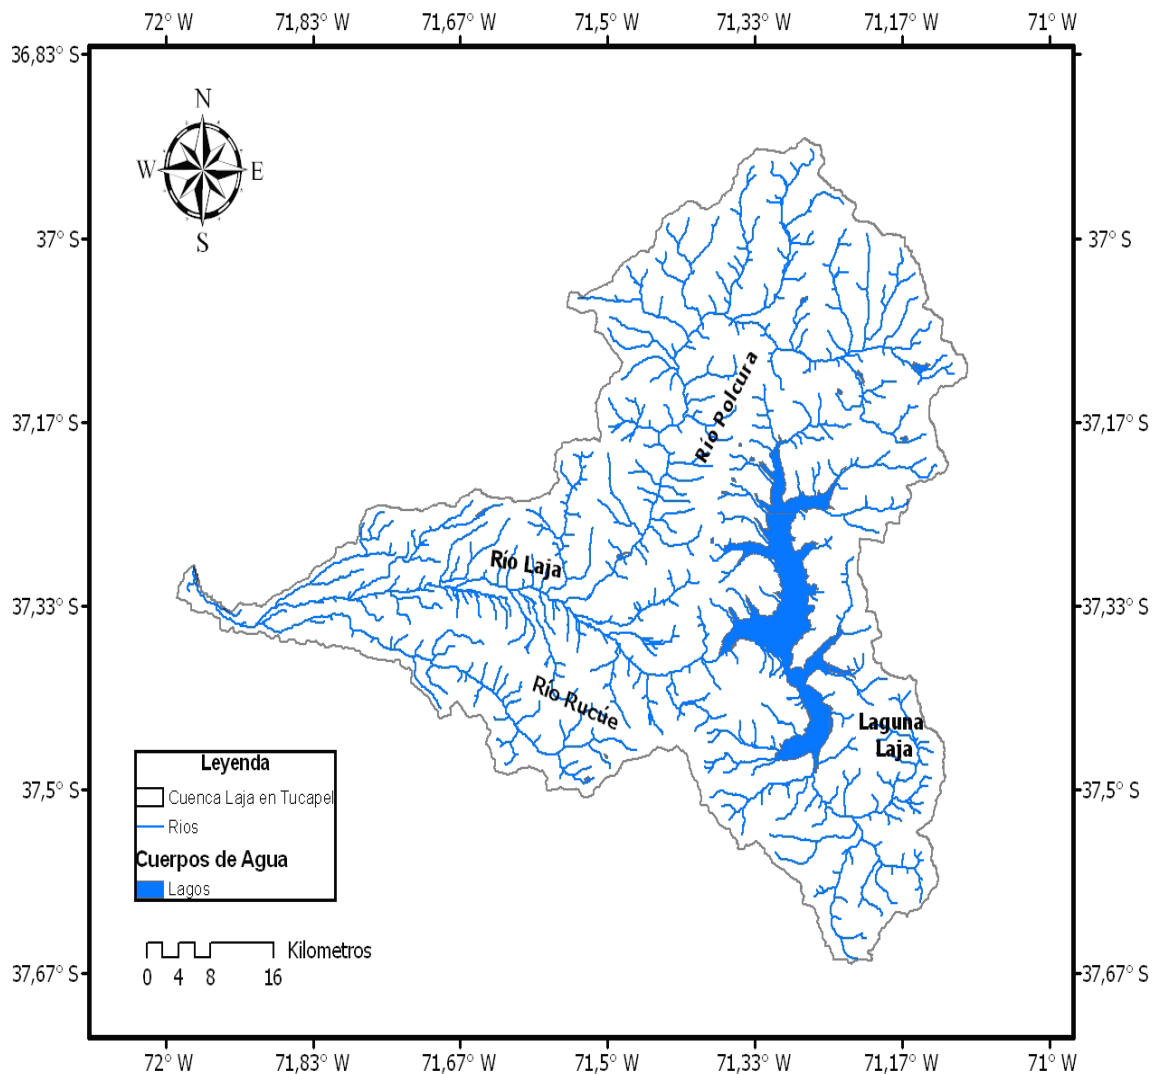 72° W 71,83° W 71,67° W 71,5° W 71,33° W 71,17° W 71° W
36,83° S
N
W E
S
37° S 37° S
37,17° S 37,17° S
Río Polcura
Río Laja
37,33° S 37,33° S
Río Rucúe
Laguna
Laja
Leyenda
37,5° S 37,5° S
Cuenca Laja en Tucapel
Rios
Cuerpos de Agua
Lagos
Kilometros
0 4 8 16
37,67° S 37,67° S
72° W 71,83° W 71,67° W 71,5° W 71,33° W 71,17° W 71° W